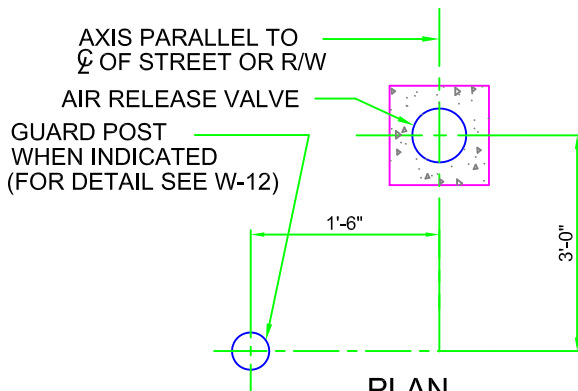 AXIS PARALLEL TO
℄ OF STREET OR R/W
AIR RELEASE VALVE
GUARD POST
WHEN INDICATED
(FOR DETAIL SEE W-12)
1'-6"
3'-0"
PLAN